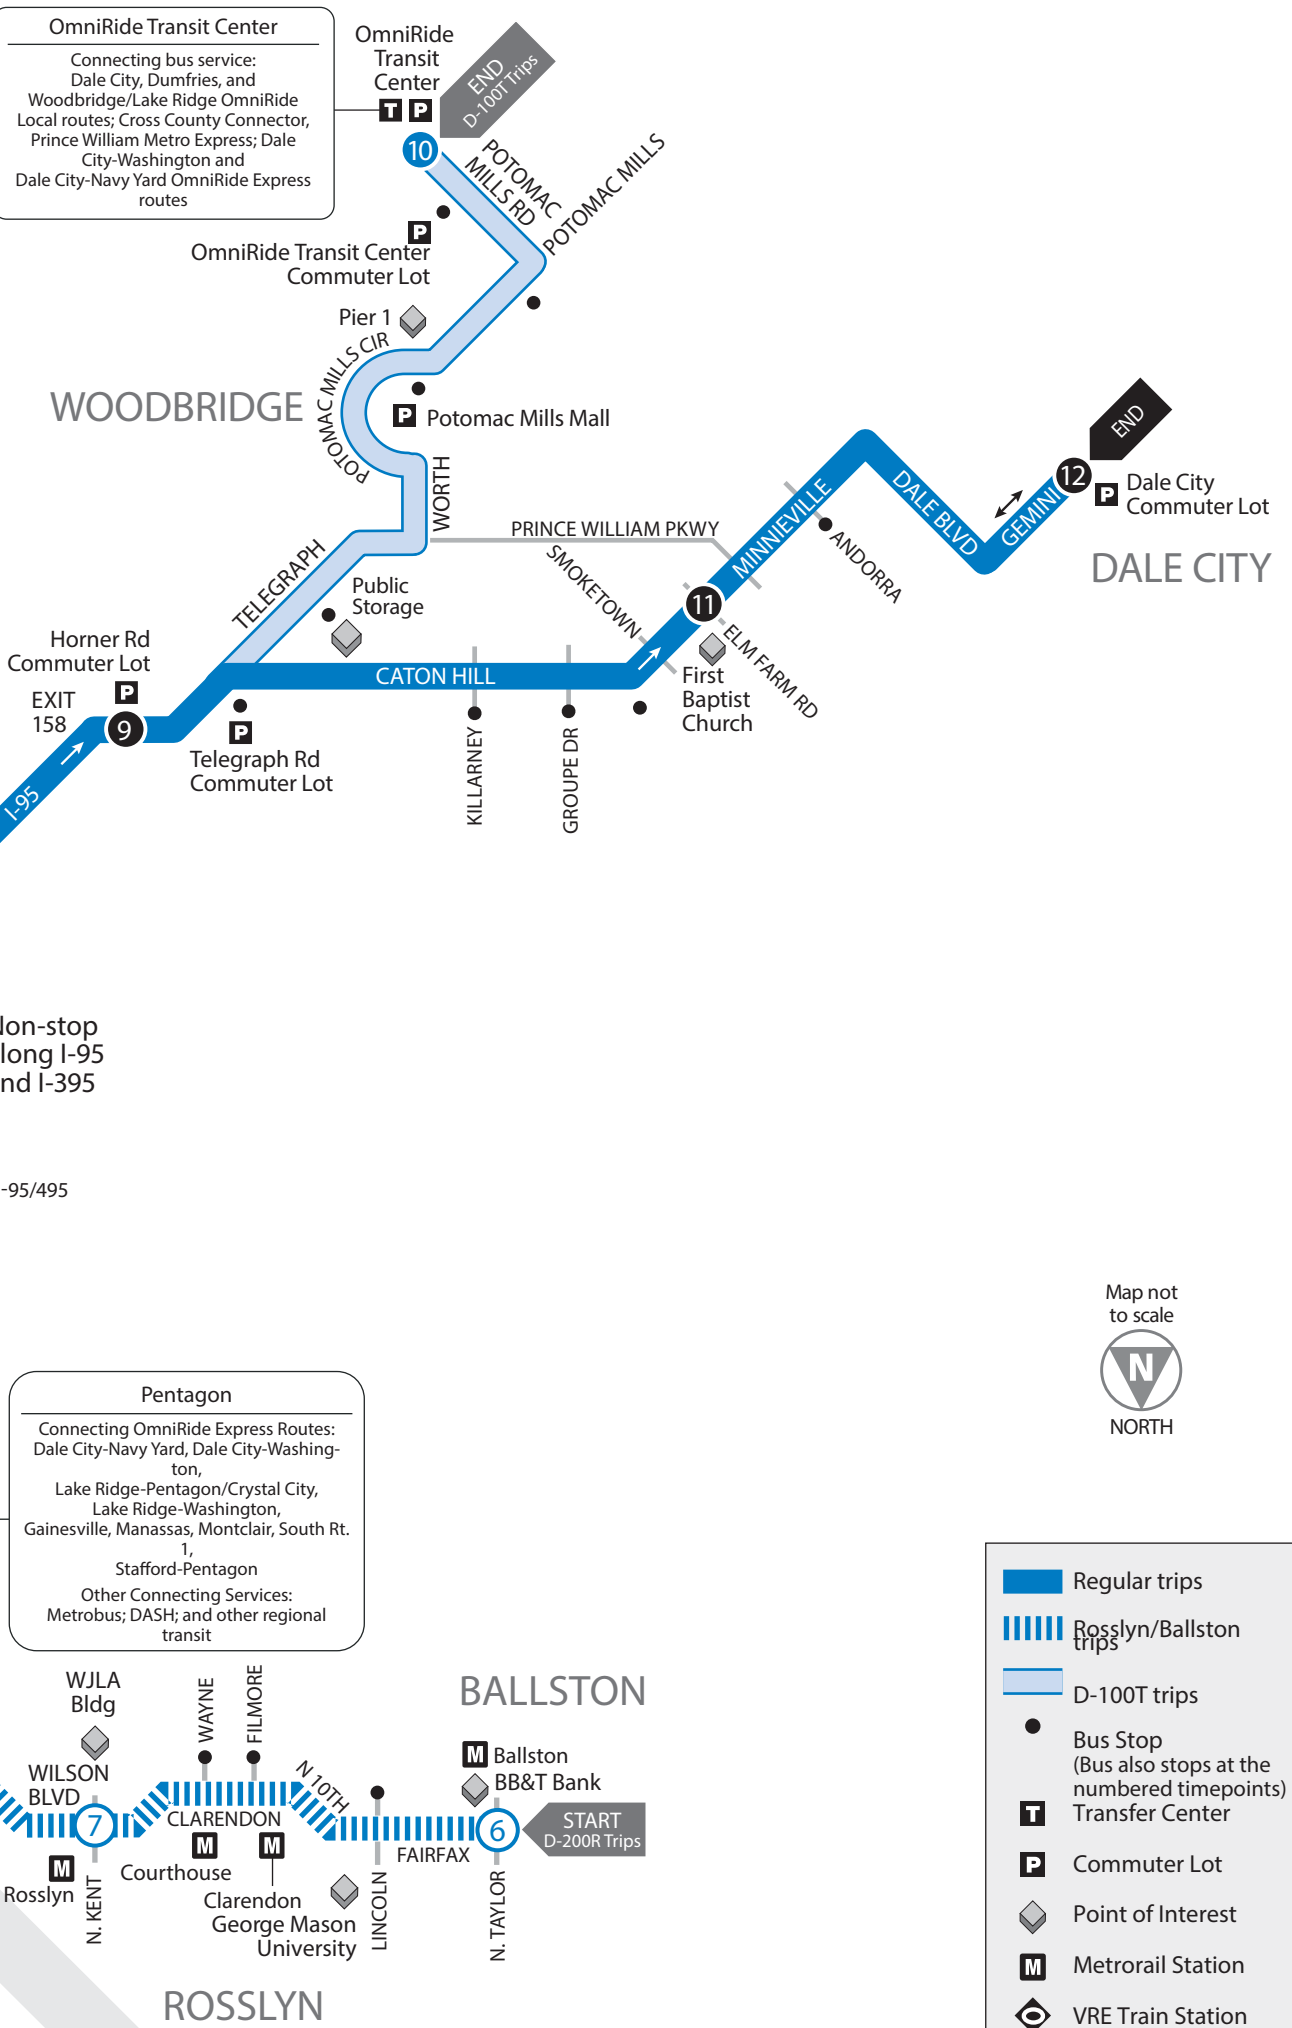 OmniRide Transit Center
Connecting bus service:
Dale City, Dumfries, and
Woodbridge/Lake Ridge OmniRide
Local routes; Cross County Connector,
Prince William Metro Express; Dale
City-Washington and
Dale City-Navy Yard OmniRide Express
routes
OmniRide
Transit
Center
T P
END
D-100T Trips
10
POTOMAC
MILLS RD
POTOMAC MILLS
P
OmniRide Transit Center
Commuter Lot
Pier 1
POTOMAC MILLS CIR
WOODBRIDGE
P Potomac Mills Mall
WORTH
END
12
P
Dale City
Commuter Lot
DALE CITY
GEMINI
DALE BLVD
MINNIEVILLE
ANDORRA
PRINCE WILLIAM PKWY
SMOKETOWN
11
ELM FARM RD
First
Baptist
Church
TELEGRAPH
Public
Storage
Horner Rd
Commuter Lot
P
EXIT
158
9
CATON HILL
P
Telegraph Rd
Commuter Lot
KILLARNEY
GROUPE DR
I-95
Non-stop
long I-95
nd I-395
-95/495
Map not
to scale
N
NORTH
Pentagon
Connecting OmniRide Express Routes:
Dale City-Navy Yard, Dale City-Washing-
ton,
Lake Ridge-Pentagon/Crystal City,
Lake Ridge-Washington,
Gainesville, Manassas, Montclair, South Rt.
1,
Stafford-Pentagon
Other Connecting Services:
Metrobus; DASH; and other regional
transit
WJLA
Bldg
WAYNE
FILMORE
BALLSTON
M Ballston
BB&T Bank
WILSON
BLVD
7
CLARENDON
N 10TH
FAIRFAX
6
START
D-200R Trips
M
Rosslyn
N. KENT
M
Courthouse
M
Clarendon
George Mason
University
LINCOLN
N. TAYLOR
ROSSLYN
Regular trips
Rosslyn/Ballston
trips
D-100T trips
Bus Stop
(Bus also stops at the
numbered timepoints)
T Transfer Center
P Commuter Lot
Point of Interest
M Metrorail Station
VRE Train Station